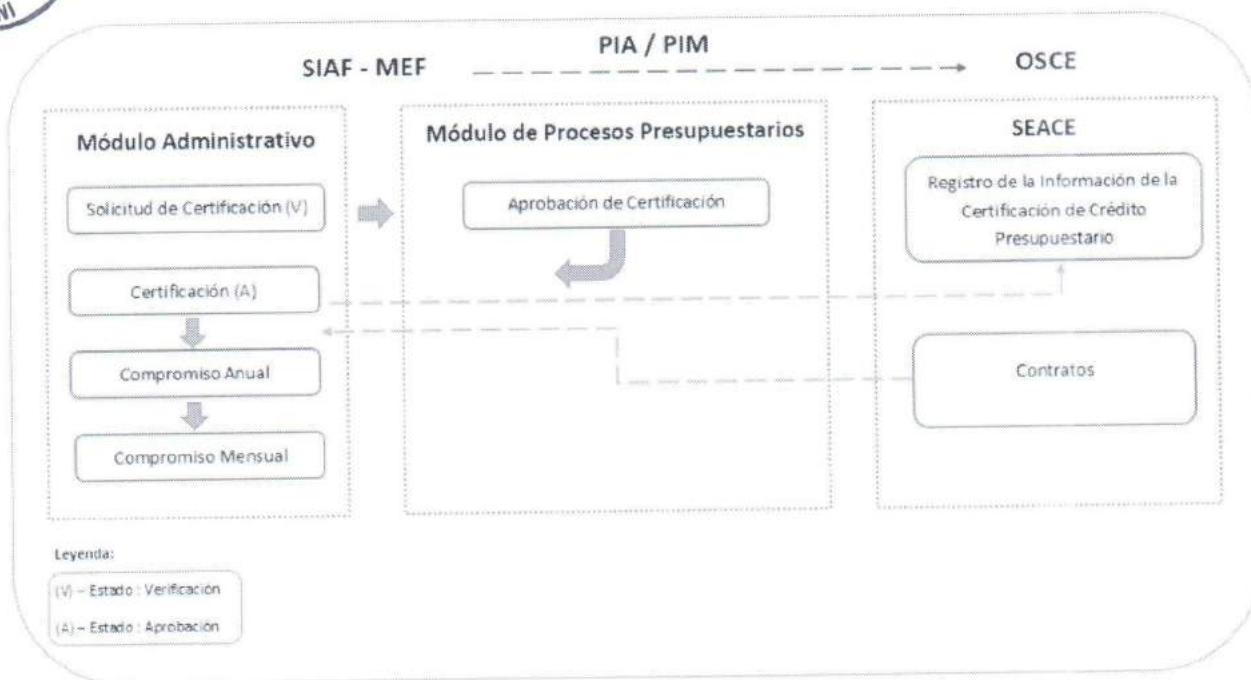 NI
PIA / PIM
SIAF - MEF
OSCE
Módulo Administrativo
Solicitud de Certificación (V)
Certificación (A)
Compromiso Anual
Compromiso Mensual
Módulo de Procesos Presupuestarios
Aprobación de Certificación
SEACE
Registro de la Información de la
Certificación de Crédito
Presupuestario
Contratos
Leyenda:
(V) – Estado : Verificación
(A) – Estado : Aprobación